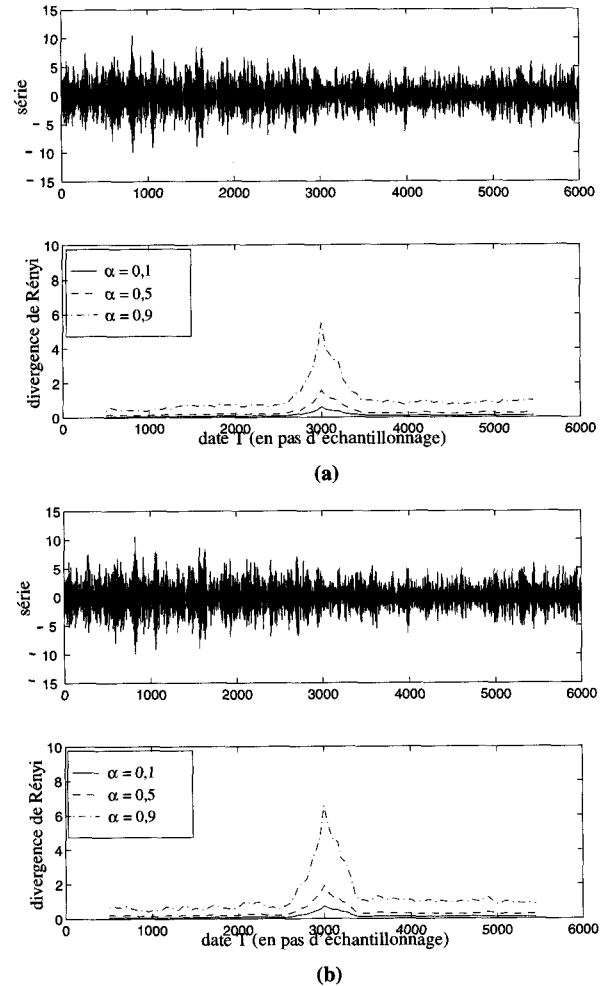 15
10
5
0
- 5
- 10
- 15
série
0 1000 2000 3000 4000 5000 6000
10
8
6
4
2
0
divergence de Rényi
α = 0,1
α = 0,5
α = 0,9
0 1000 2000 3000 4000 5000 6000
date T (en pas d'échantillonnage)
(a)
15
10
5
0
- 5
- 10
- 15
série
0 1000 2000 3000 4000 5000 6000
10
8
6
4
2
0
divergence de Rényi
α = 0,1
α = 0,5
α = 0,9
0 1000 2000 3000 4000 5000 6000
date T (en pas d'échantillonnage)
(b)